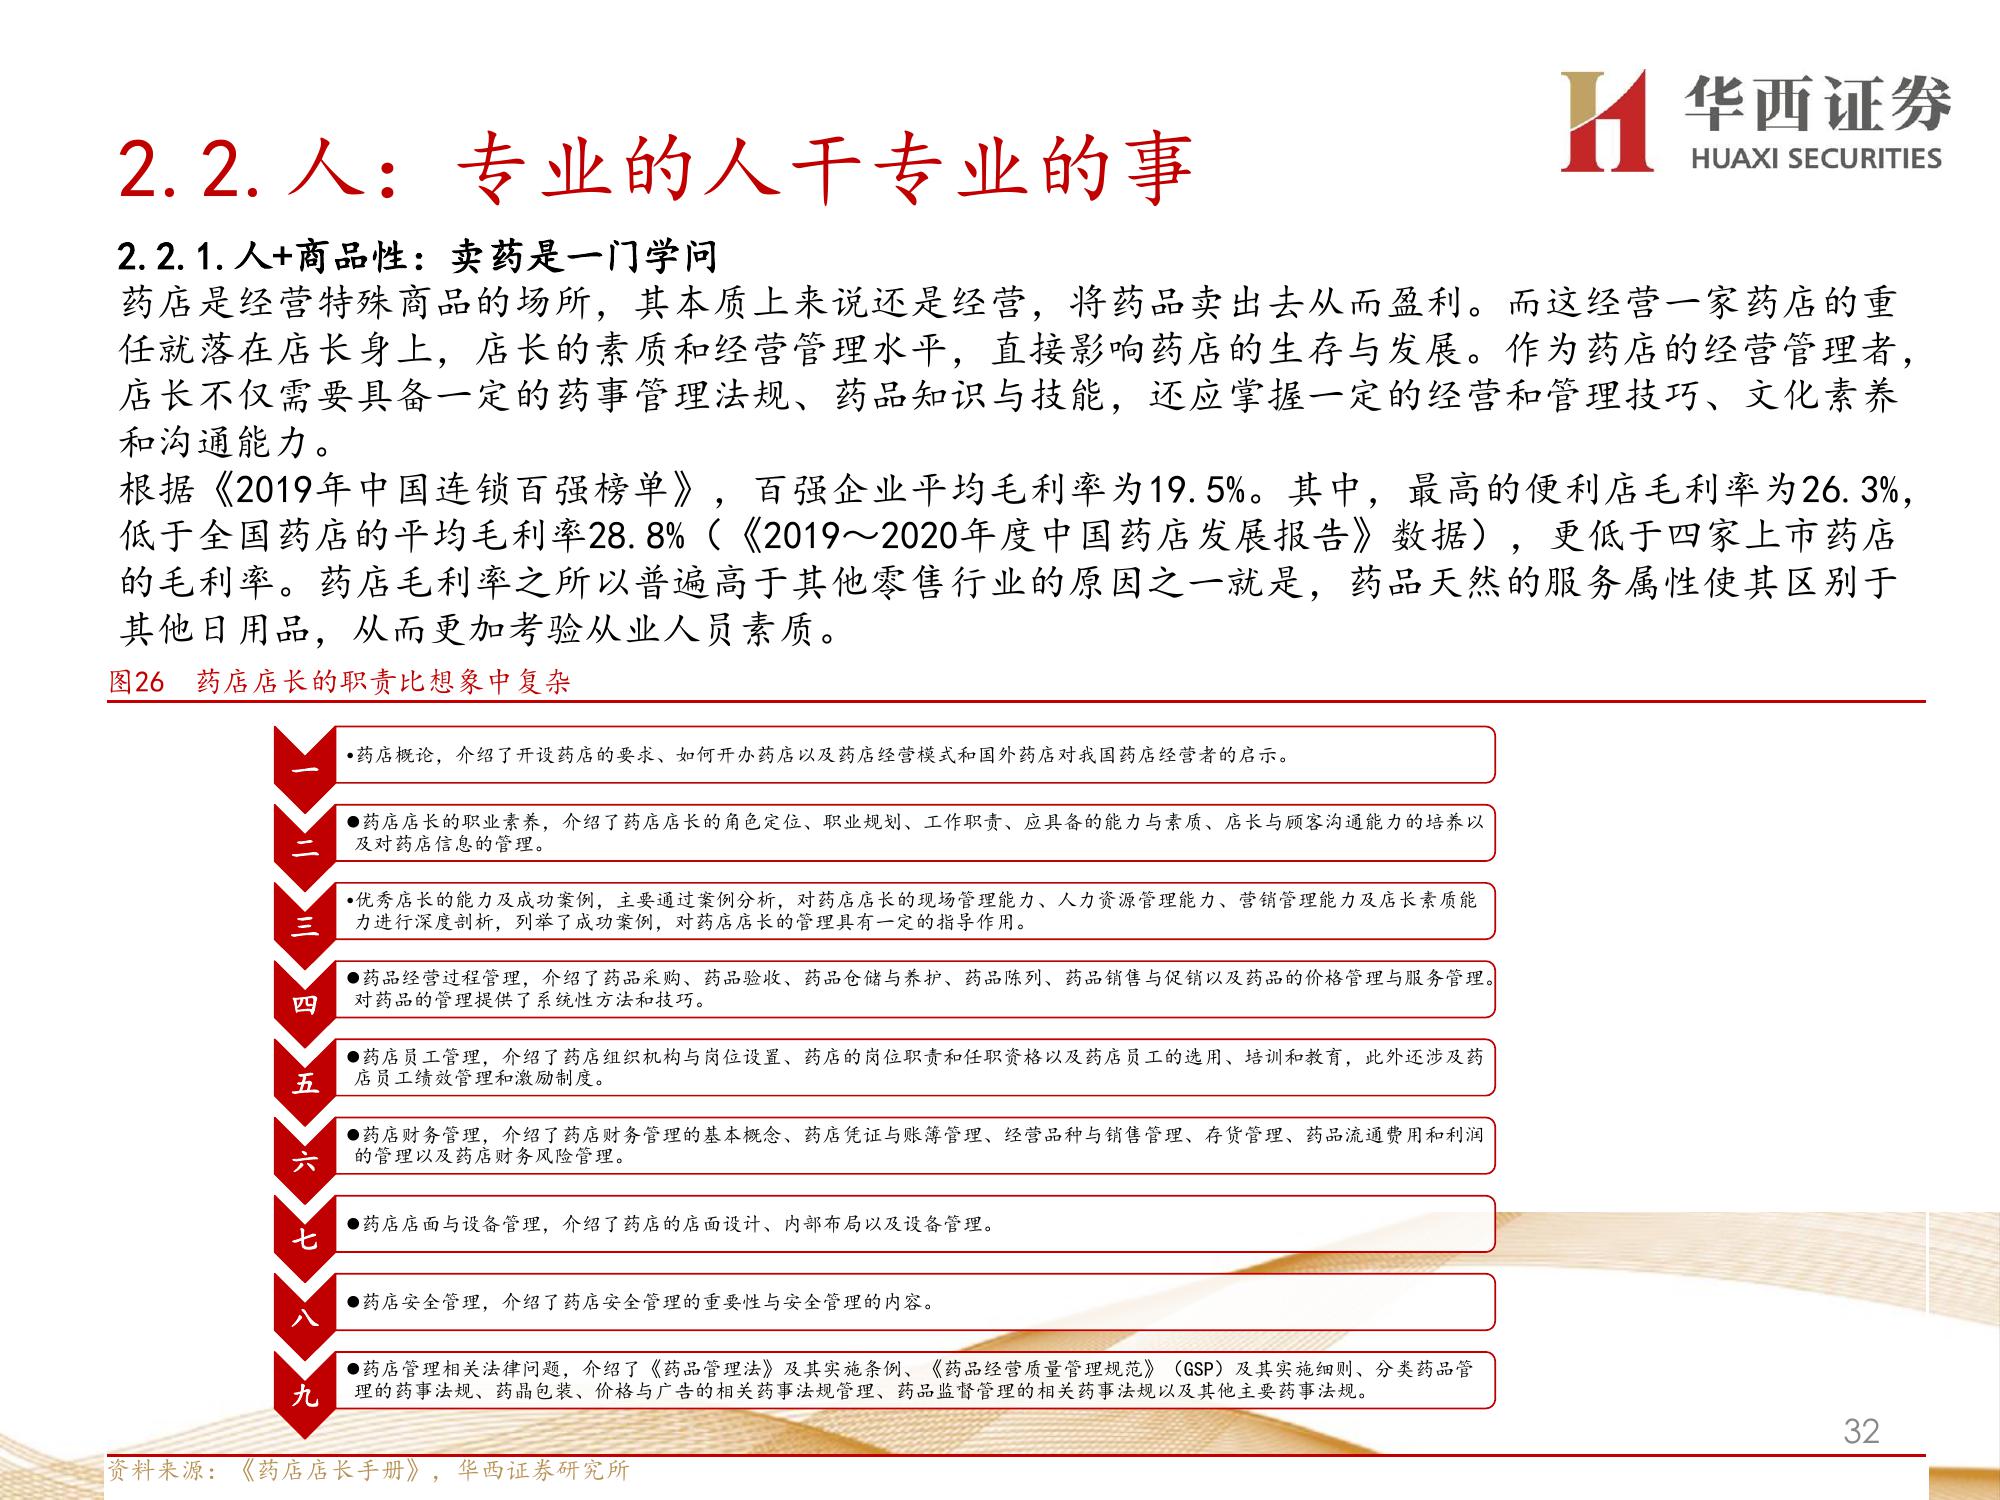 华西证券
HUAXI SECURITIES
2.2.人：专业的人干专业的事
2.2.1.人+商品性：卖药是一门学问
药店是经营特殊商品的场所，其本质上来说还是经营，将药品卖出去从而盈利。而这经营一家药店的重
任就落在店长身上，店长的素质和经营管理水平，直接影响药店的生存与发展。作为药店的经营管理者，
店长不仅需要具备一定的药事管理法规、药品知识与技能，还应掌握一定的经营和管理技巧、文化素养
和沟通能力。
根据《2019年中国连锁百强榜单》，百强企业平均毛利率为19.5%。其中，最高的便利店毛利率为26.3%，
低于全国药店的平均毛利率28.8%（《2019～2020年度中国药店发展报告》数据），更低于四家上市药店
的毛利率。药店毛利率之所以普遍高于其他零售行业的原因之一就是，药品天然的服务属性使其区别于
其他日用品，从而更加考验从业人员素质。
图26 药店店长的职责比想象中复杂
一
•药店概论，介绍了开设药店的要求、如何开办药店以及药店经营模式和国外药店对我国药店经营者的启示。
二
●药店店长的职业素养，介绍了药店店长的角色定位、职业规划、工作职责、应具备的能力与素质、店长与顾客沟通能力的培养以
及对药店信息的管理。
三
•优秀店长的能力及成功案例，主要通过案例分析，对药店店长的现场管理能力、人力资源管理能力、营销管理能力及店长素质能
力进行深度剖析，列举了成功案例，对药店店长的管理具有一定的指导作用。
四
●药品经营过程管理，介绍了药品采购、药品验收、药品仓储与养护、药品陈列、药品销售与促销以及药品的价格管理与服务管理。
对药品的管理提供了系统性方法和技巧。
五
●药店员工管理，介绍了药店组织机构与岗位设置、药店的岗位职责和任职资格以及药店员工的选用、培训和教育，此外还涉及药
店员工绩效管理和激励制度。
六
●药店财务管理，介绍了药店财务管理的基本概念、药店凭证与账薄管理、经营品种与销售管理、存货管理、药品流通费用和利润
的管理以及药店财务风险管理。
七
●药店店面与设备管理，介绍了药店的店面设计、内部布局以及设备管理。
八
●药店安全管理，介绍了药店安全管理的重要性与安全管理的内容。
九
●药店管理相关法律问题，介绍了《药品管理法》及其实施条例、《药品经营质量管理规范》（GSP）及其实施细则、分类药品管
理的药事法规、药晶包装、价格与广告的相关药事法规管理、药品监督管理的相关药事法规以及其他主要药事法规。
32
资料来源：《药店店长手册》，华西证券研究所